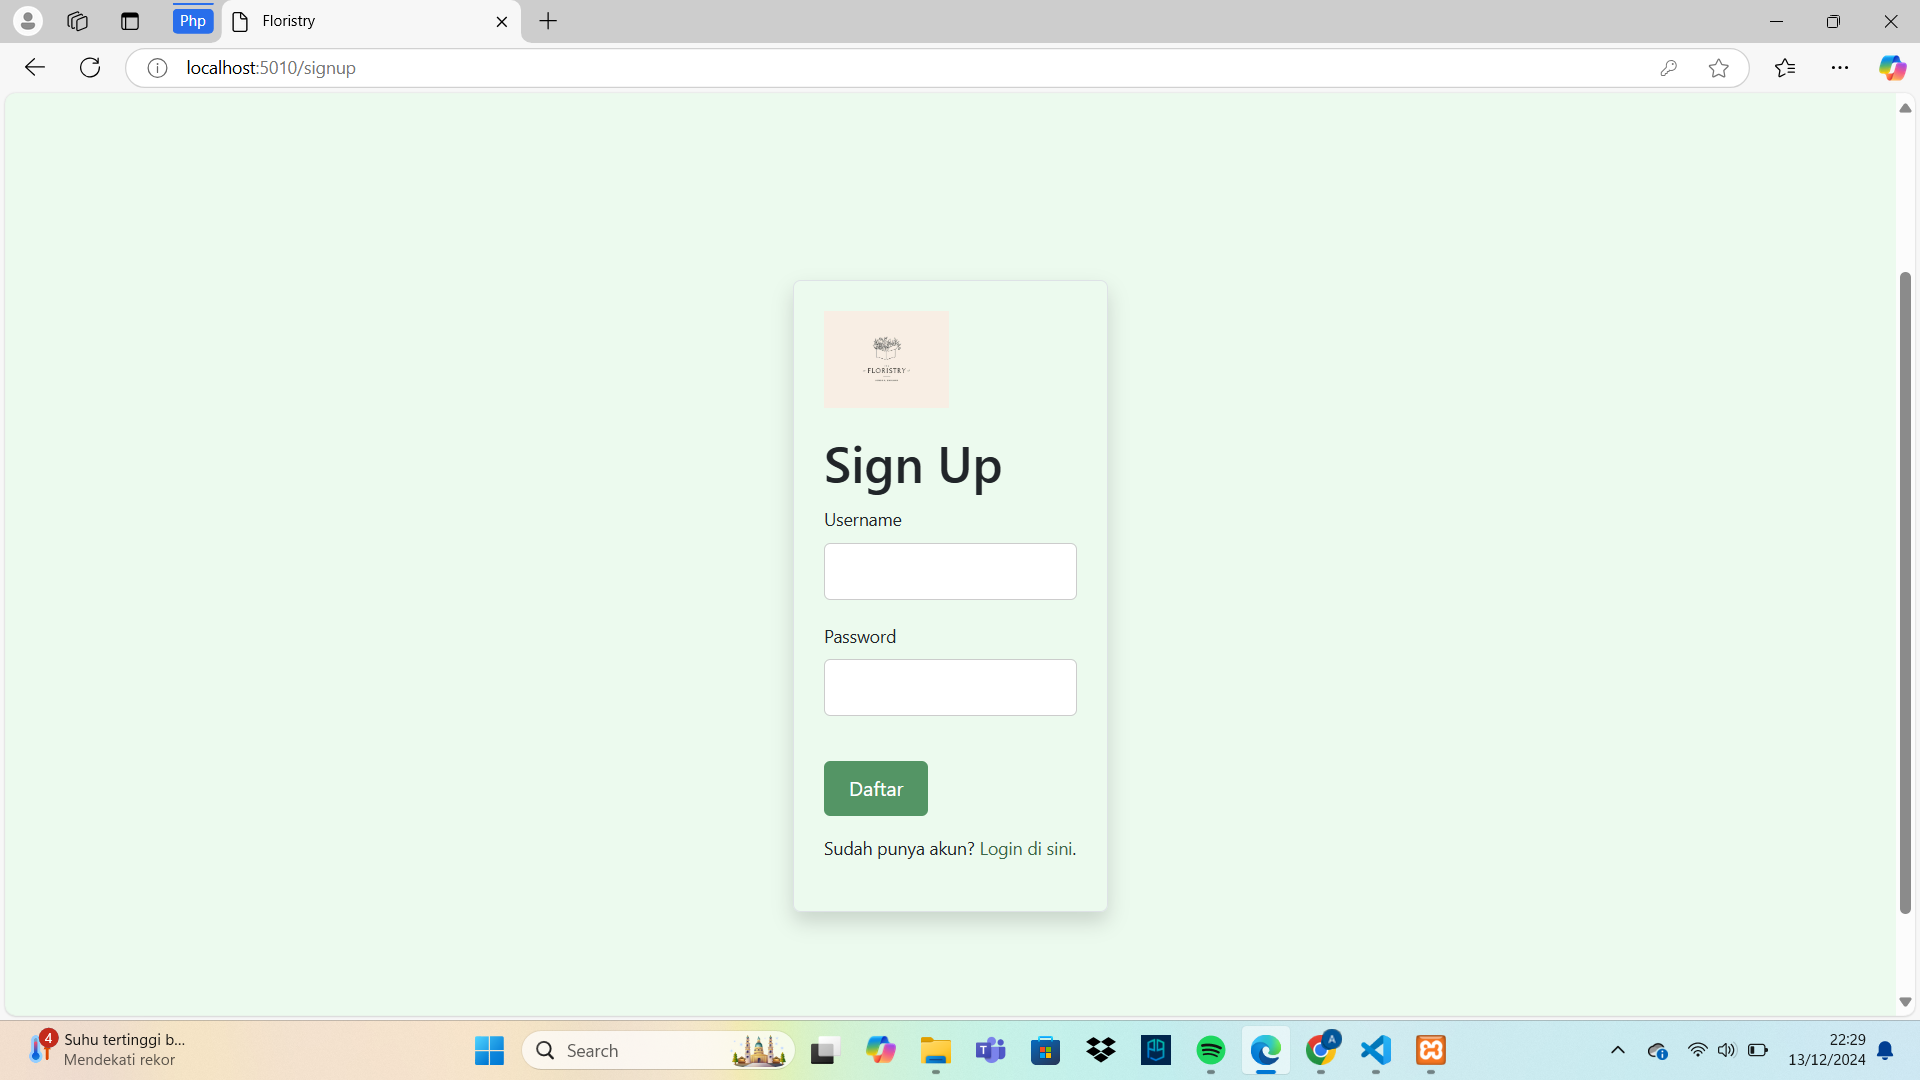 Php
Floristry
localhost:5010/signup
FLORISTRY
Sign Up
Username
Password
Daftar
Sudah punya akun? Login di sini.
4
Suhu tertinggi b...
Mendekati rekor
Search
A
22:29
13/12/2024